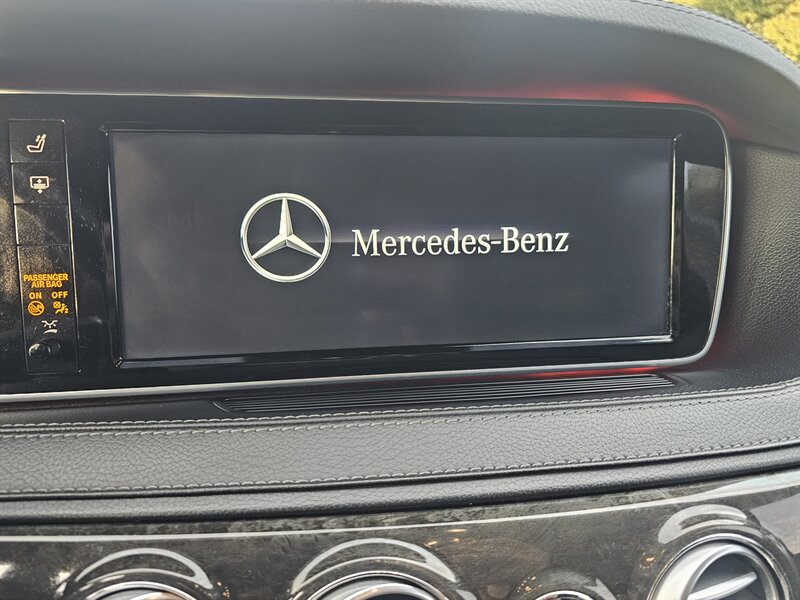 Mercedes-Benz
PASSENGER
AIR BAG
ON OFF